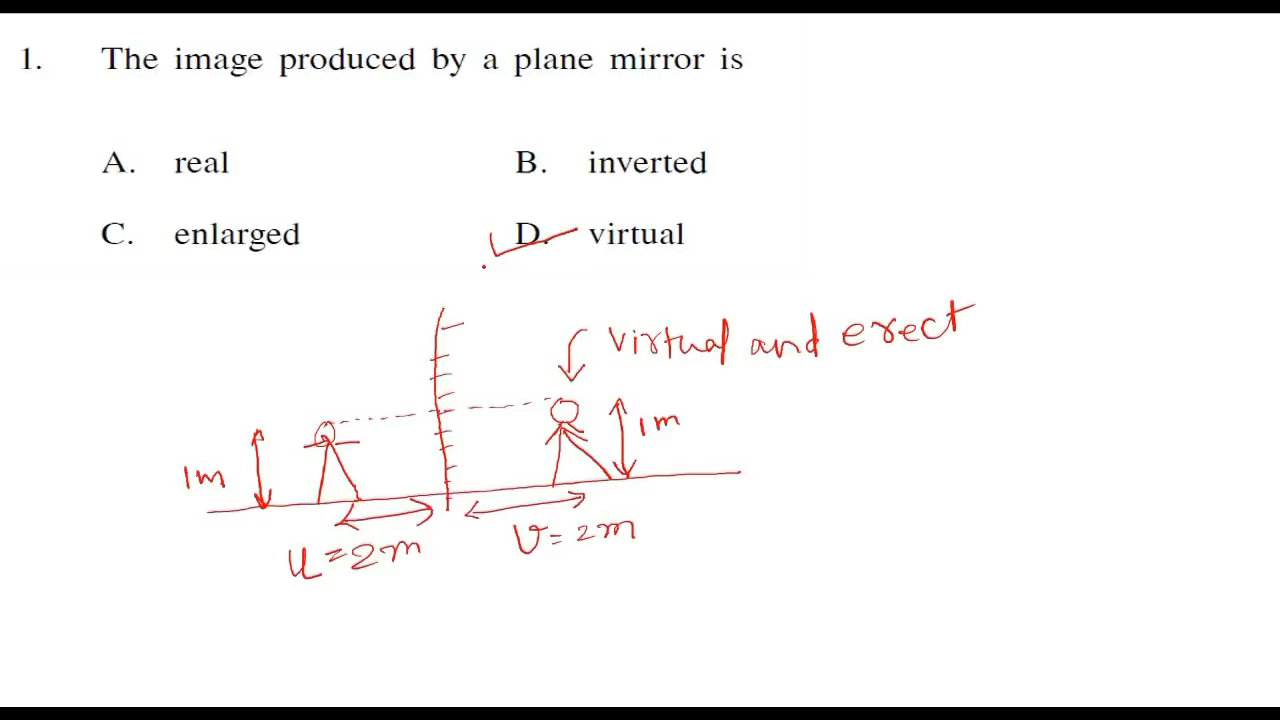 1. The image produced by a plane mirror is
A. real B. inverted
C. enlarged D. virtual
virtual and erect
1m
1m
u = 2m
v = 2m